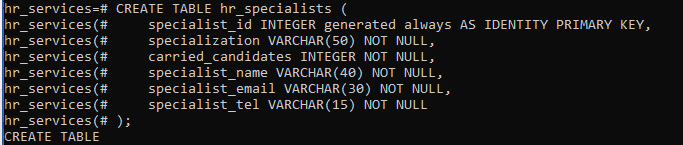 hr_services=# CREATE TABLE hr_specialists (
hr_services(#     specialist_id INTEGER generated always AS IDENTITY PRIMARY KEY,
hr_services(#     specialization VARCHAR(50) NOT NULL,
hr_services(#     carried_candidates INTEGER NOT NULL,
hr_services(#     specialist_name VARCHAR(40) NOT NULL,
hr_services(#     specialist_email VARCHAR(30) NOT NULL,
hr_services(#     specialist_tel VARCHAR(15) NOT NULL
hr_services(# );
CREATE TABLE